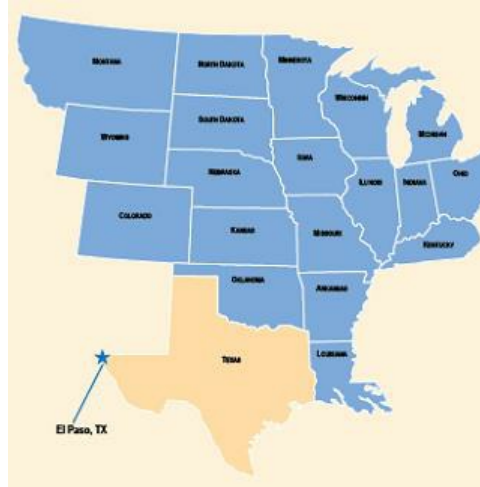 MONTANA
NORTH DAKOTA
MINNESOTA
WISCONSIN
MICHIGAN
SOUTH DAKOTA
WYOMING
IOWA
NEBRASKA
ILLINOIS
INDIANA
OHIO
COLORADO
KANSAS
MISSOURI
KENTUCKY
OKLAHOMA
ARKANSAS
LOUISIANA
TEXAS
El Paso, TX